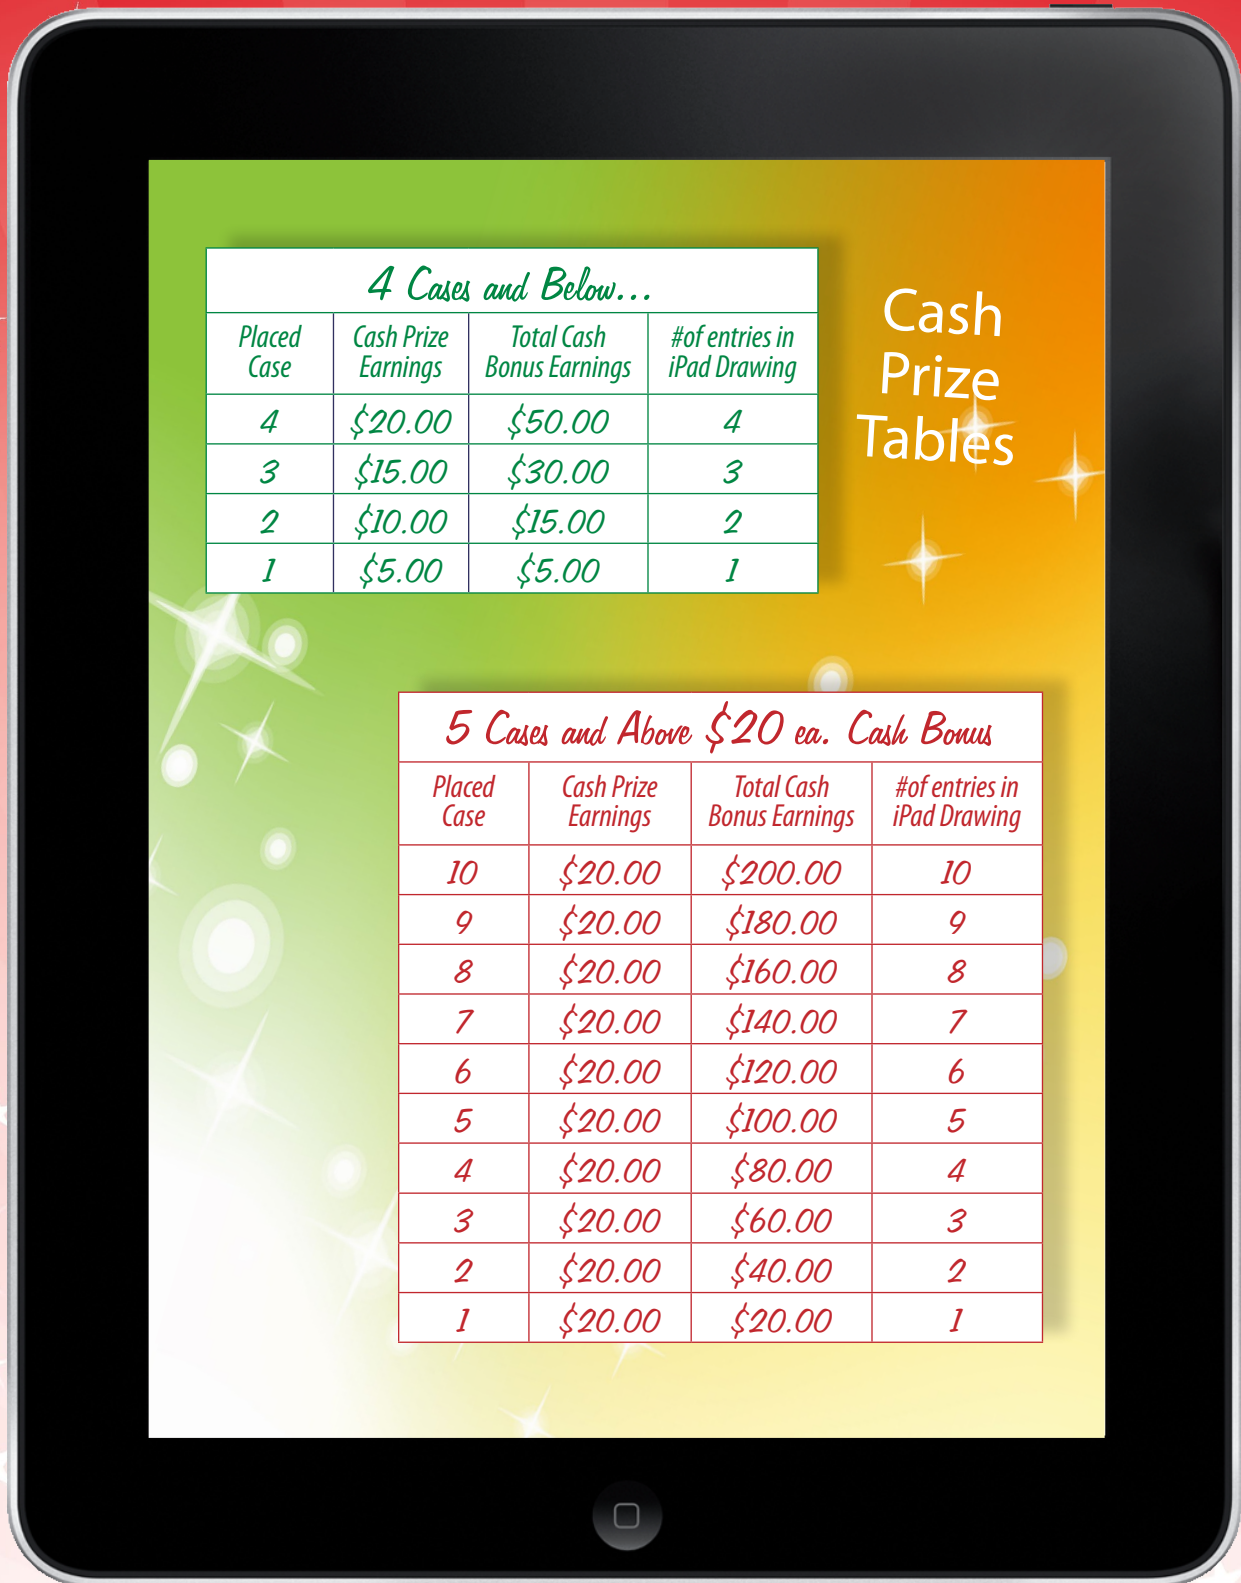 4 Cases and Below...
Placed Case | Cash Prize Earnings | Total Cash Bonus Earnings | #of entries in iPad Drawing
4 $20.00 $50.00 4
3 $15.00 $30.00 3
2 $10.00 $15.00 2
1 $5.00 $5.00 1
Cash
Prize
Tables
5 Cases and Above $20 ea. Cash Bonus
Placed Case | Cash Prize Earnings | Total Cash Bonus Earnings | #of entries in iPad Drawing
10 $20.00 $200.00 10
9 $20.00 $180.00 9
8 $20.00 $160.00 8
7 $20.00 $140.00 7
6 $20.00 $120.00 6
5 $20.00 $100.00 5
4 $20.00 $80.00 4
3 $20.00 $60.00 3
2 $20.00 $40.00 2
1 $20.00 $20.00 1